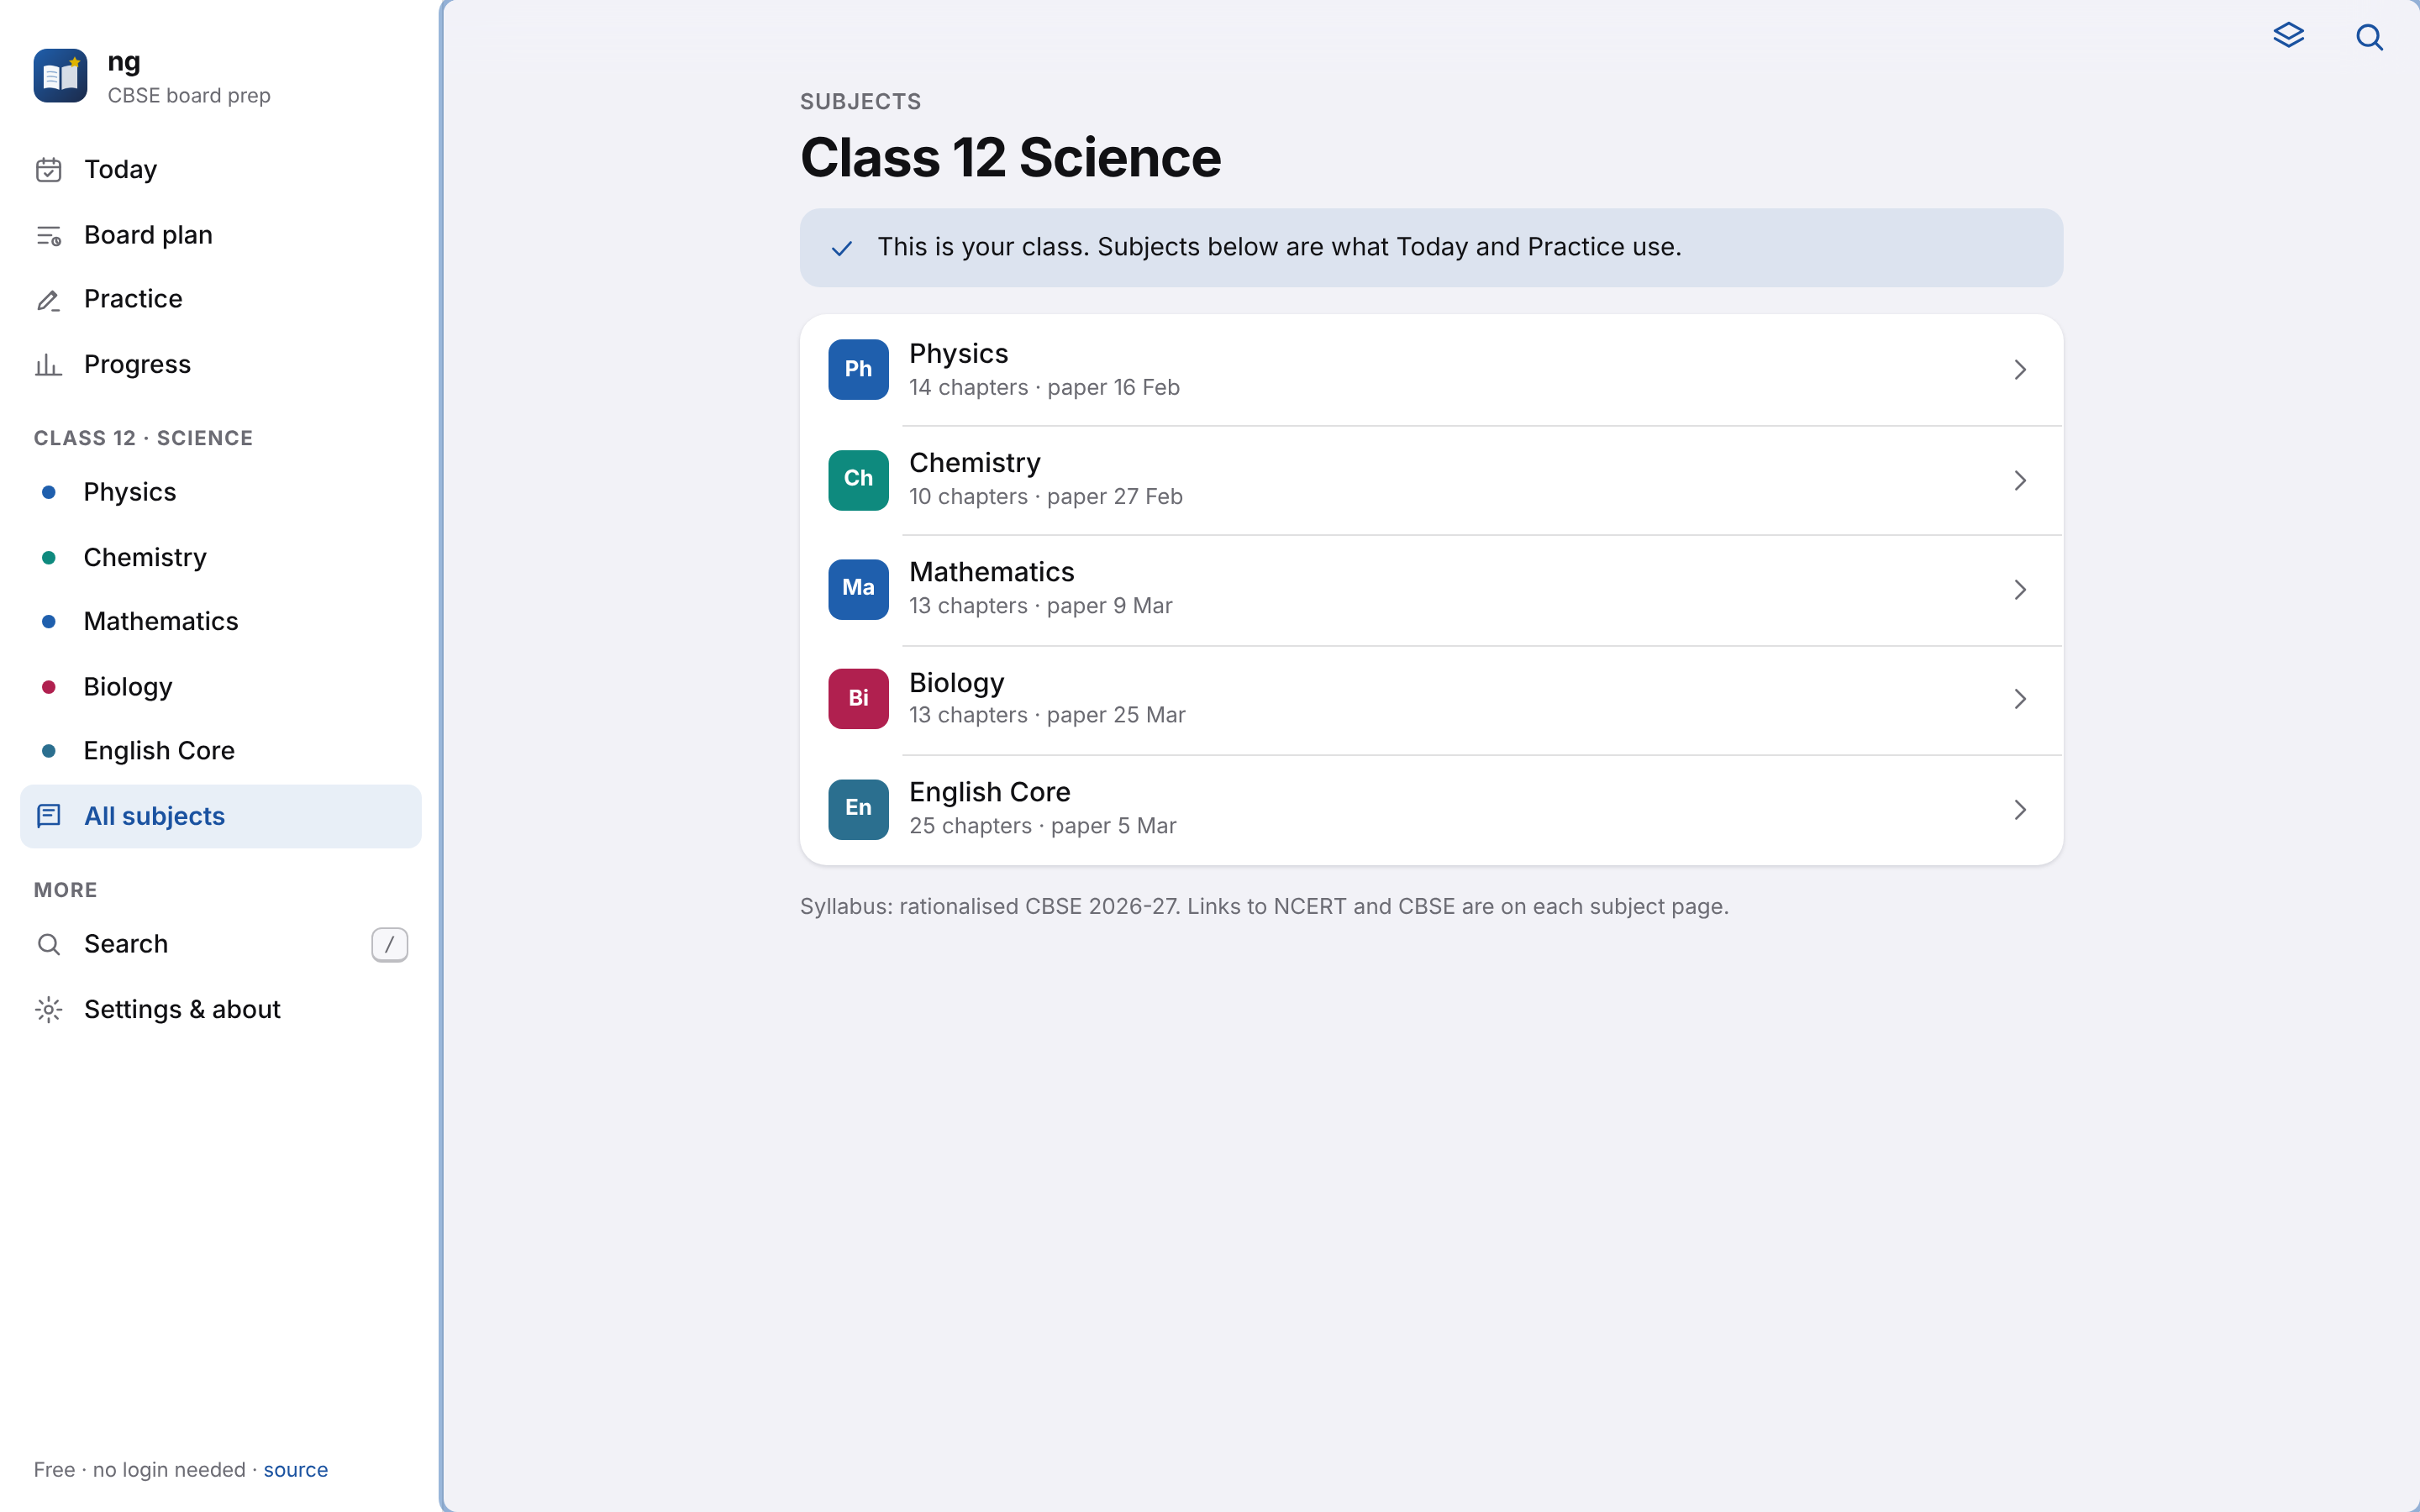 ng
CBSE board prep
Today
Board plan
Practice
Progress
CLASS 12 · SCIENCE
Physics
Chemistry
Mathematics
Biology
English Core
All subjects
MORE
Search /
Settings & about
Free · no login needed · source
SUBJECTS
Class 12 Science
This is your class. Subjects below are what Today and Practice use.
Ph
Physics
14 chapters · paper 16 Feb
Ch
Chemistry
10 chapters · paper 27 Feb
Ma
Mathematics
13 chapters · paper 9 Mar
Bi
Biology
13 chapters · paper 25 Mar
En
English Core
25 chapters · paper 5 Mar
Syllabus: rationalised CBSE 2026-27. Links to NCERT and CBSE are on each subject page.